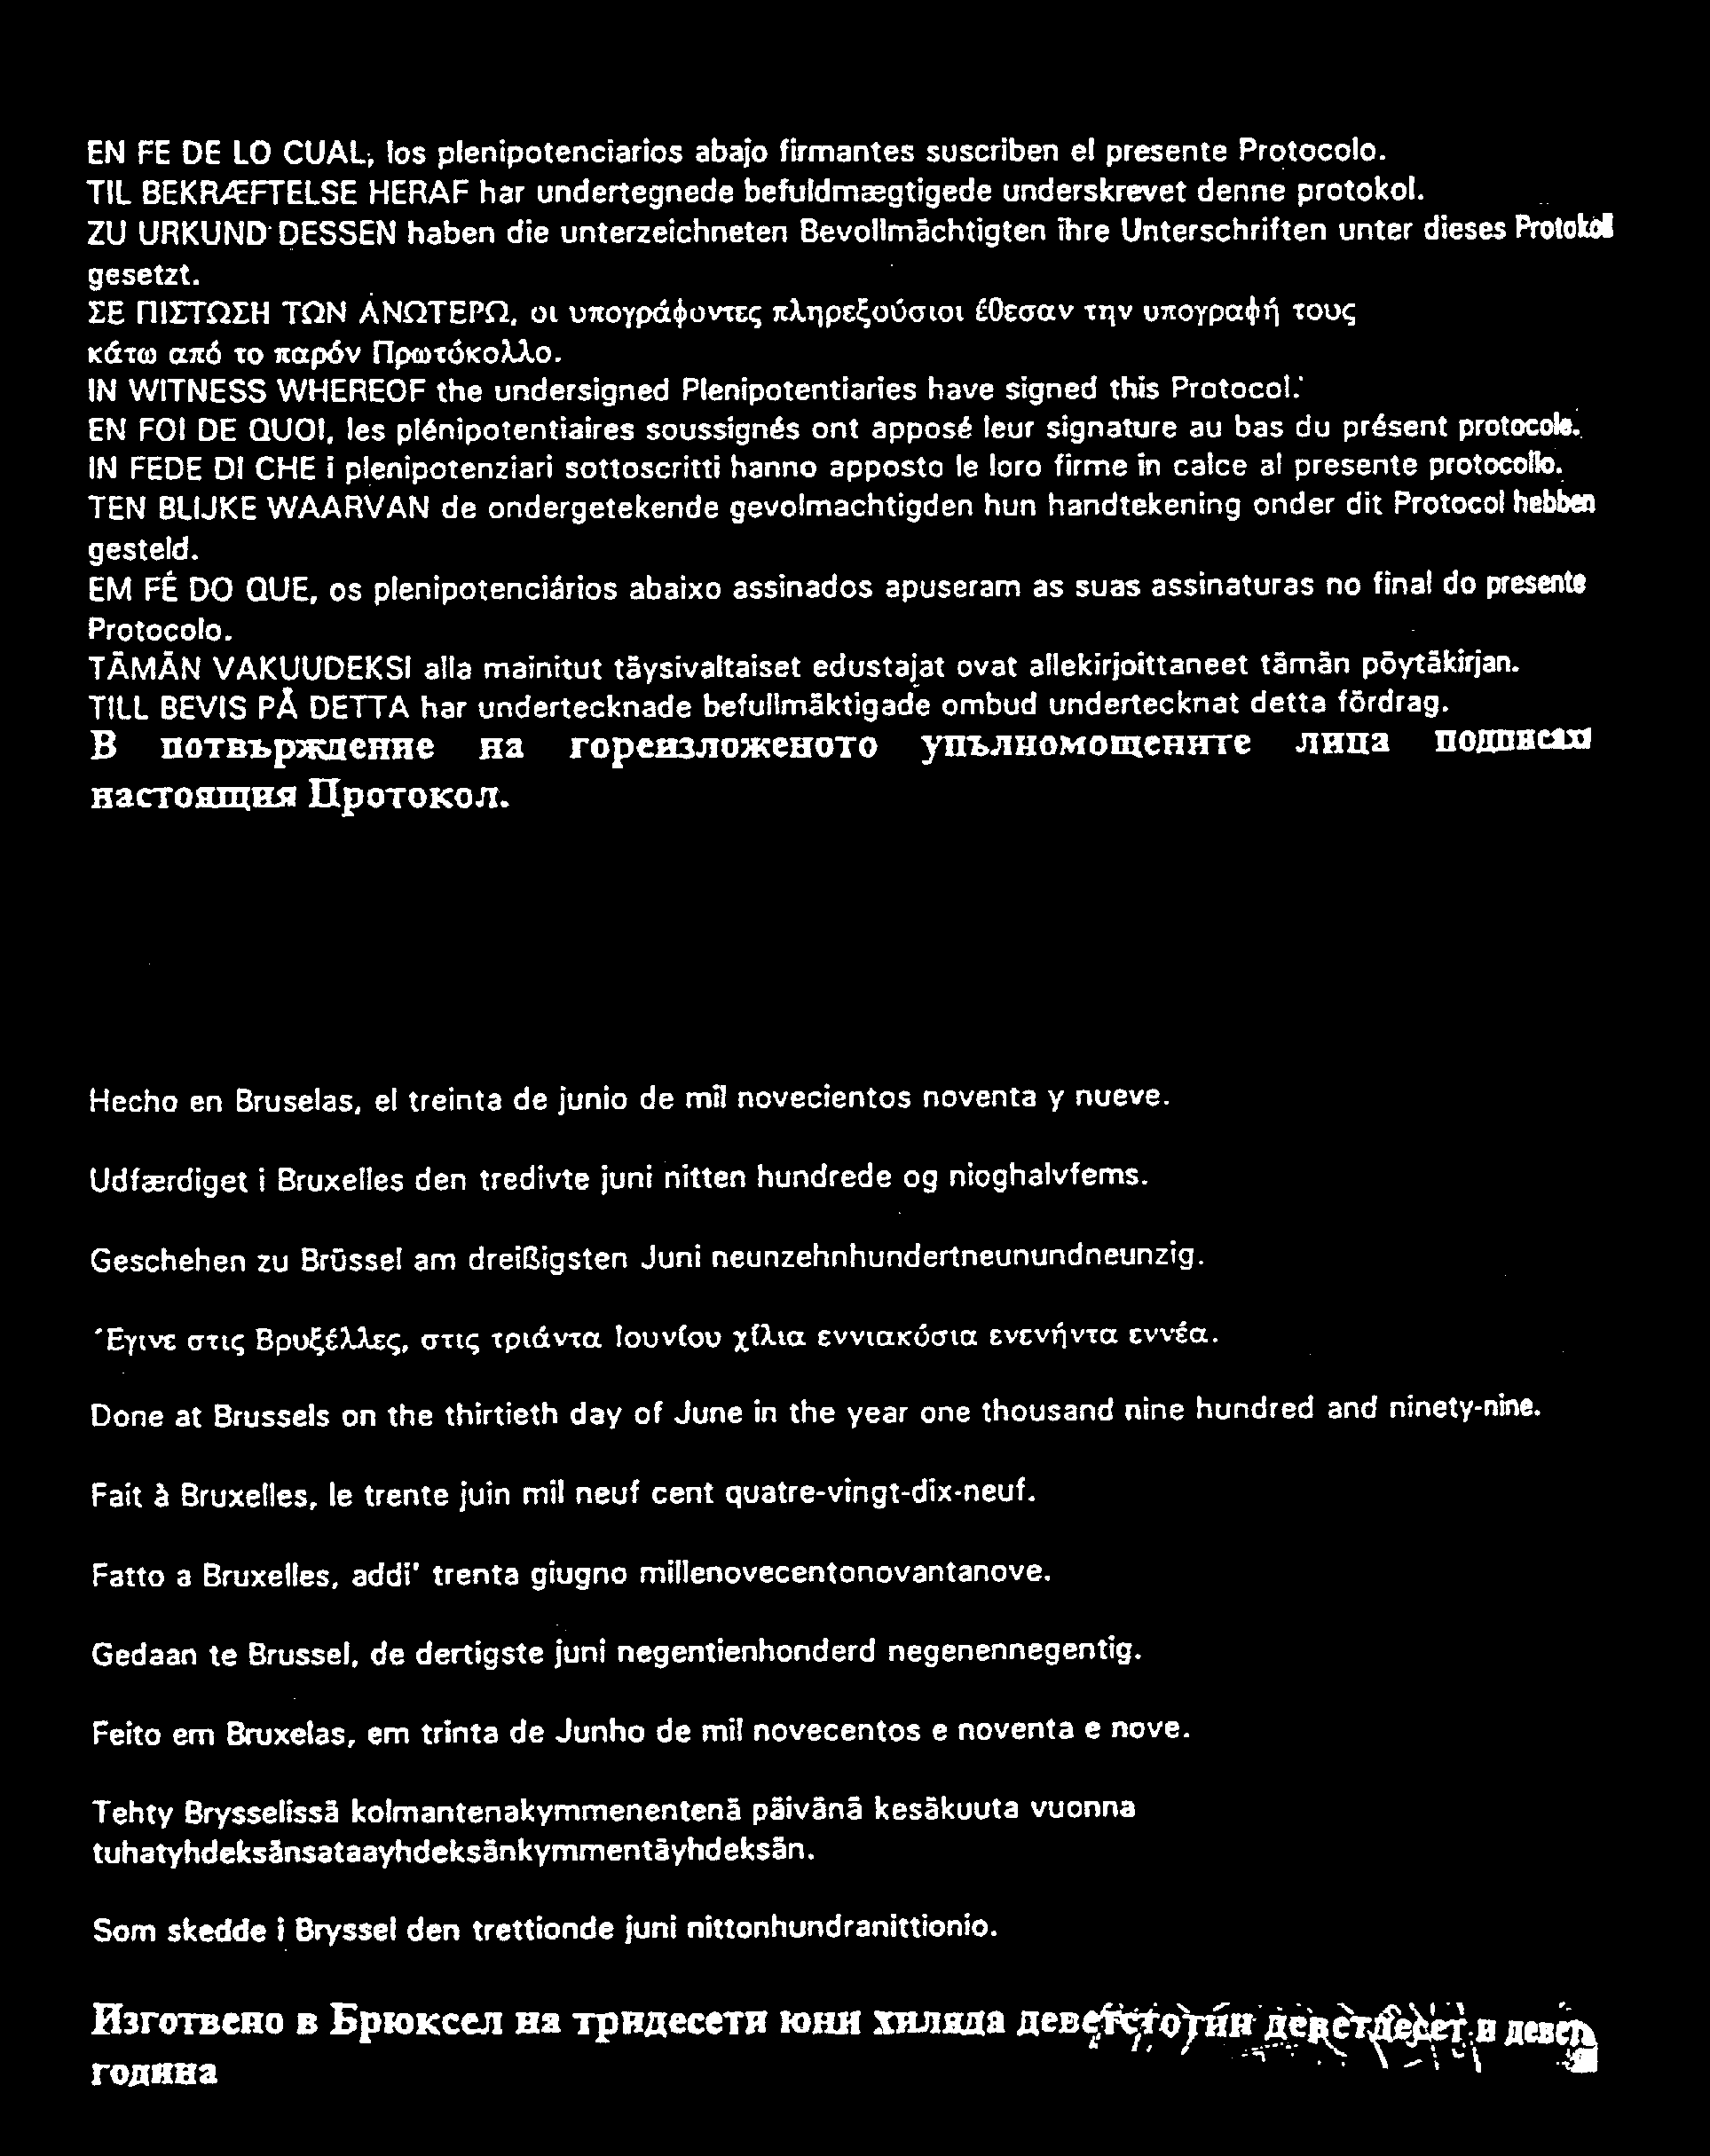 EN FE DE LO CUAL, los plenipotenciarios abajo firmantes suscriben el presente Protocolo.
TIL BEKRÆFTELSE HERAF har undertegnede befuldmægtigede underskrevet denne protokol.
ZU URKUND DESSEN haben die unterzeichneten Bevollmächtigten ihre Unterschriften unter dieses Protokoll
gesetzt.
ΣΕ ΠΙΣΤΩΣΗ ΤΩΝ ΑΝΩΤΕΡΩ, οι υπογράφοντες πληρεξούσιοι έθεσαν την υπογραφή τους
κάτω από το παρόν Πρωτόκολλο.
IN WITNESS WHEREOF the undersigned Plenipotentiaries have signed this Protocol.
EN FOI DE QUOI, les plénipotentiaires soussignés ont apposé leur signature au bas du présent protocole.
IN FEDE DI CHE i plenipotenziari sottoscritti hanno apposto le loro firme in calce al presente protocollo.
TEN BLIJKE WAARVAN de ondergetekende gevolmachtigden hun handtekening onder dit Protocol hebben
gesteld.
EM FÉ DO QUE, os plenipotenciários abaixo assinados apuseram as suas assinaturas no final do presente
Protocolo.
TÄMÄN VAKUUDEKSI alla mainitut täysivaltaiset edustajat ovat allekirjoittaneet tämän pöytäkirjan.
TILL BEVIS PÅ DETTA har undertecknade befullmäktigade ombud undertecknat detta fördrag.
В потвърждение на гореизложеното упълномощените лица подписаха
настоящия Протокол.
Hecho en Bruselas, el treinta de junio de mil novecientos noventa y nueve.
Udfærdiget i Bruxelles den tredivte juni nitten hundrede og nioghalvfems.
Geschehen zu Brüssel am dreißigsten Juni neunzehnhundertneunundneunzig.
Έγινε στις Βρυξέλλες, στις τριάντα Ιουνίου χίλια εννιακόσια ενενήντα εννέα.
Done at Brussels on the thirtieth day of June in the year one thousand nine hundred and ninety-nine.
Fait à Bruxelles, le trente juin mil neuf cent quatre-vingt-dix-neuf.
Fatto a Bruxelles, addi' trenta giugno millenovecentonovantanove.
Gedaan te Brussel, de dertigste juni negentienhonderd negenennegentig.
Feito em Bruxelas, em trinta de Junho de mil novecentos e noventa e nove.
Tehty Brysselissä kolmantenakymmenentenä päivänä kesäkuuta vuonna
tuhatyhdeksänsataayhdeksänkymmentäyhdeksän.
Som skedde i Bryssel den trettionde juni nittonhundranittionio.
Изготвено в Брюксел на тридесети юни хиляда деветстотин деветдесет и девета
година